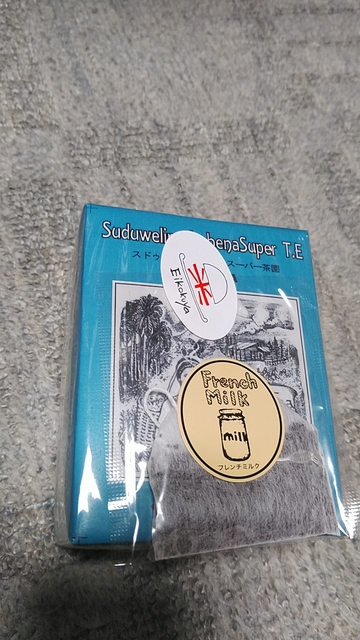 Suduweli henaSuper T.E
スドゥ スーパー茶園
Eikokuya
French
Milk
milk
フレンチミルク